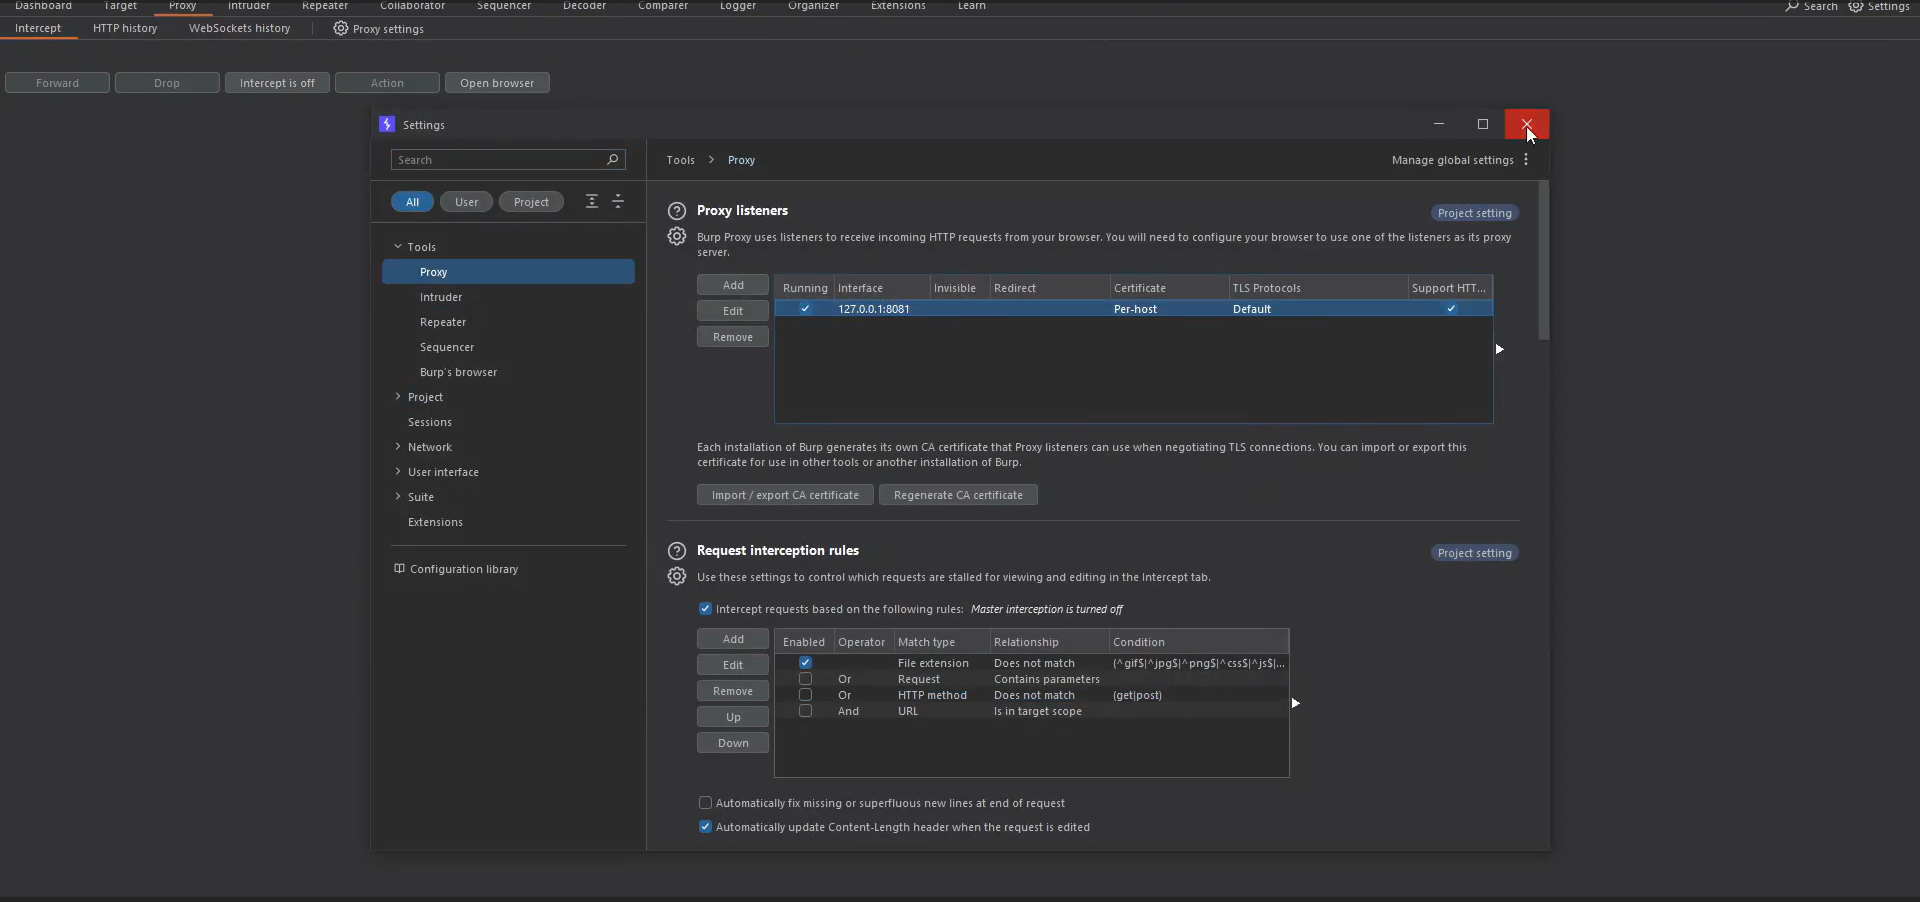 Dashboard Target Proxy Intruder Repeater Collaborator Sequencer Decoder Comparer Logger Organizer Extensions Learn Search Settings
Intercept HTTP history WebSockets history Proxy settings
Forward Drop Intercept is off Action Open browser
Settings
Search
Tools > Proxy
Manage global settings
All User Project
Tools
Proxy
Intruder
Repeater
Sequencer
Burp's browser
Project
Sessions
Network
User interface
Suite
Extensions
Configuration library
Proxy listeners
Project setting
Burp Proxy uses listeners to receive incoming HTTP requests from your browser. You will need to configure your browser to use one of the listeners as its proxy
server.
Add
Edit
Remove
Running Interface Invisible Redirect Certificate TLS Protocols Support HTT...
127.0.0.1:8081 Per-host Default
Each installation of Burp generates its own CA certificate that Proxy listeners can use when negotiating TLS connections. You can import or export this
certificate for use in other tools or another installation of Burp.
Import / export CA certificate Regenerate CA certificate
Request interception rules
Project setting
Use these settings to control which requests are stalled for viewing and editing in the Intercept tab.
Intercept requests based on the following rules: Master interception is turned off
Add
Edit
Remove
Up
Down
Enabled Operator Match type Relationship Condition
File extension Does not match (^gif$|^jpg$|^png$|^css$|^js$|...
Or Request Contains parameters
Or HTTP method Does not match (get|post)
And URL Is in target scope
Automatically fix missing or superfluous new lines at end of request
Automatically update Content-Length header when the request is edited